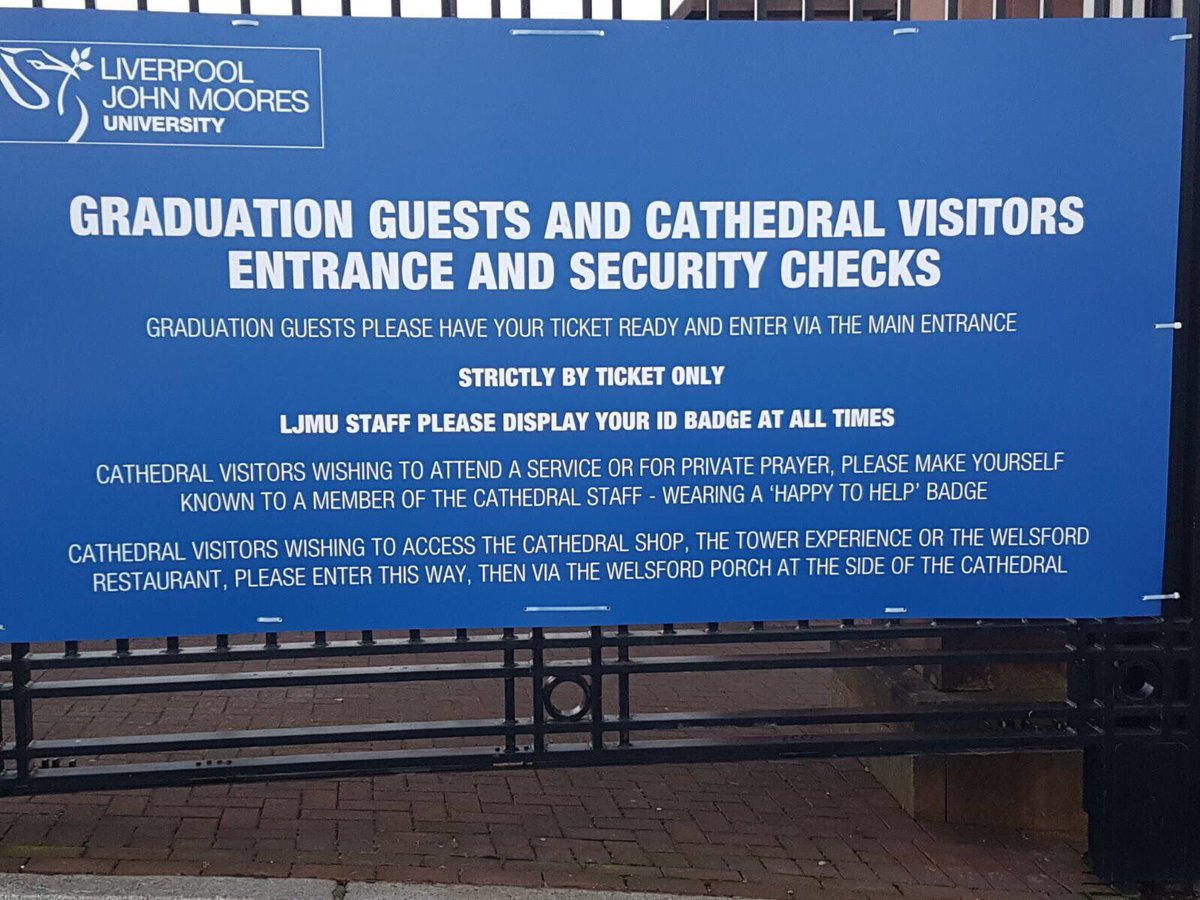 LIVERPOOL
JOHN MOORES
UNIVERSITY
GRADUATION GUESTS AND CATHEDRAL VISITORS
ENTRANCE AND SECURITY CHECKS
GRADUATION GUESTS PLEASE HAVE YOUR TICKET READY AND ENTER VIA THE MAIN ENTRANCE
STRICTLY BY TICKET ONLY
LJMU STAFF PLEASE DISPLAY YOUR ID BADGE AT ALL TIMES
CATHEDRAL VISITORS WISHING TO ATTEND A SERVICE OR FOR PRIVATE PRAYER, PLEASE MAKE YOURSELF
KNOWN TO A MEMBER OF THE CATHEDRAL STAFF - WEARING A ‘HAPPY TO HELP’ BADGE
CATHEDRAL VISITORS WISHING TO ACCESS THE CATHEDRAL SHOP, THE TOWER EXPERIENCE OR THE WELSFORD
RESTAURANT, PLEASE ENTER THIS WAY, THEN VIA THE WELSFORD PORCH AT THE SIDE OF THE CATHEDRAL